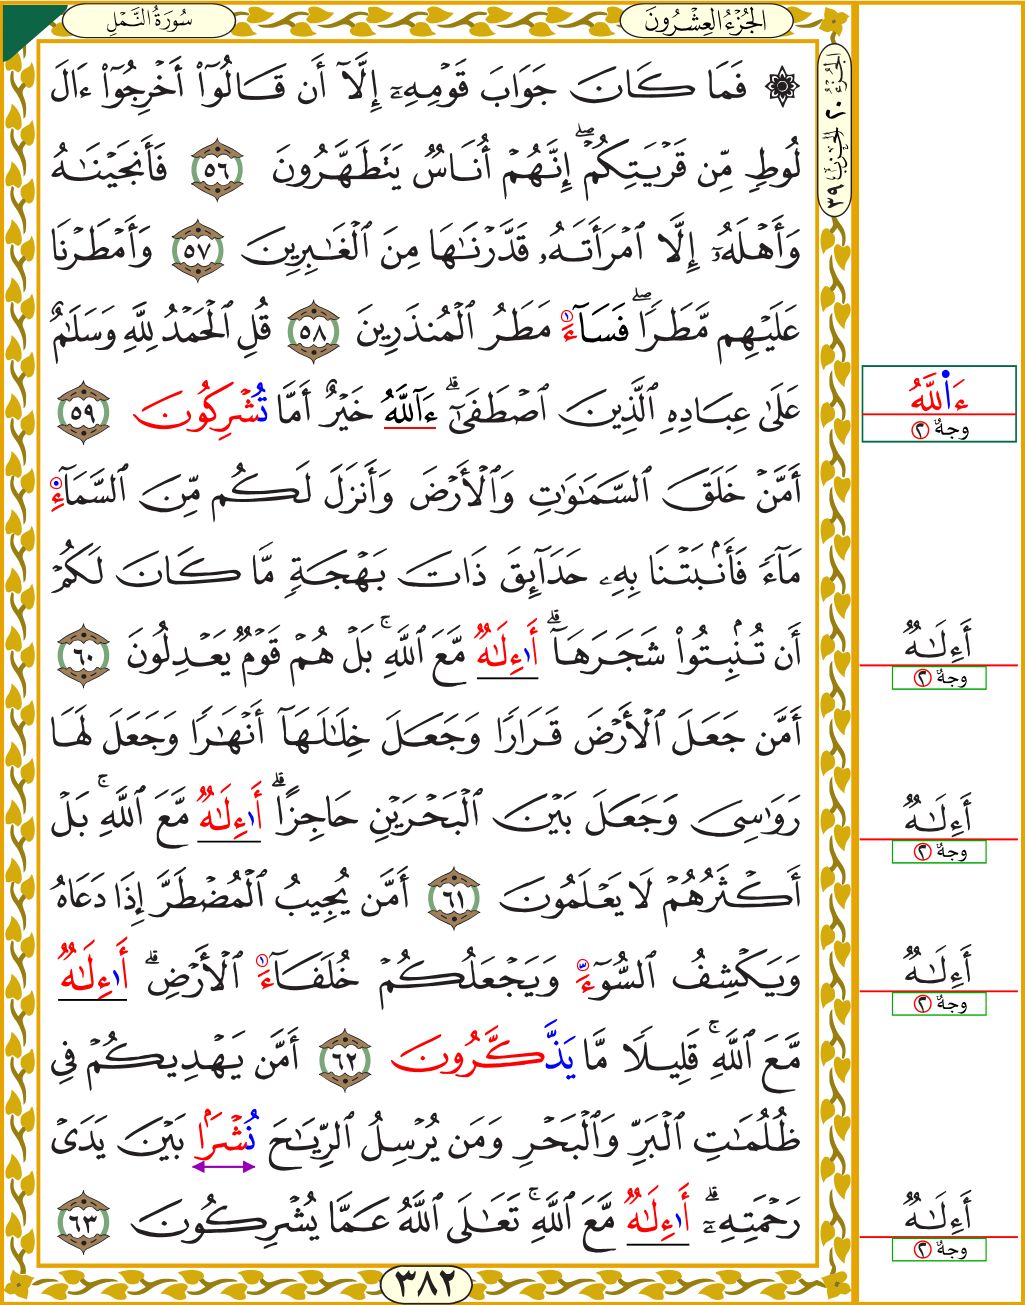 سُورَةُ النَّمْلِ
الجُزْءُ العِشْرُونَ
الجزء ٢٠ الحزب ٣٩
۞ فَمَا كَانَ جَوَابَ قَوْمِهِۦٓ إِلَّآ أَن قَالُوٓا۟ أَخْرِجُوٓا۟ ءَالَ
لُوطٍ مِّن قَرْيَتِكُمْ ۖ إِنَّهُمْ أُنَاسٌ يَتَطَهَّرُونَ ٥٦ فَأَنجَيْنَـٰهُ
وَأَهْلَهُۥٓ إِلَّا ٱمْرَأَتَهُۥ قَدَّرْنَـٰهَا مِنَ ٱلْغَـٰبِرِينَ ٥٧ وَأَمْطَرْنَا
عَلَيْهِم مَّطَرًا ۖ فَسَآءَ مَطَرُ ٱلْمُنذَرِينَ ٥٨ قُلِ ٱلْحَمْدُ لِلَّهِ وَسَلَـٰمٌ
عَلَىٰ عِبَادِهِ ٱلَّذِينَ ٱصْطَفَىٰٓ ۗ ءَآللَّهُ خَيْرٌ أَمَّا تُشْرِكُونَ ٥٩
أَمَّنْ خَلَقَ ٱلسَّمَـٰوَٰتِ وَٱلْأَرْضَ وَأَنزَلَ لَكُم مِّنَ ٱلسَّمَآءِ
مَآءً فَأَنۢبَتْنَا بِهِۦ حَدَآئِقَ ذَاتَ بَهْجَةٍ مَّا كَانَ لَكُمْ
أَن تُنۢبِتُوا۟ شَجَرَهَآ ۗ أَا۟ءِلَـٰهٌ مَّعَ ٱللَّهِ ۚ بَلْ هُمْ قَوْمٌ يَعْدِلُونَ ٦٠
أَمَّن جَعَلَ ٱلْأَرْضَ قَرَارًا وَجَعَلَ خِلَـٰلَهَآ أَنْهَـٰرًا وَجَعَلَ لَهَا
رَوَٰسِىَ وَجَعَلَ بَيْنَ ٱلْبَحْرَيْنِ حَاجِزًا ۗ أَا۟ءِلَـٰهٌ مَّعَ ٱللَّهِ ۚ بَلْ
أَكْثَرُهُمْ لَا يَعْلَمُونَ ٦١ أَمَّن يُجِيبُ ٱلْمُضْطَرَّ إِذَا دَعَاهُ
وَيَكْشِفُ ٱلسُّوٓءَ وَيَجْعَلُكُمْ خُلَفَآءَ ٱلْأَرْضِ ۗ أَا۟ءِلَـٰهٌ
مَّعَ ٱللَّهِ ۚ قَلِيلًا مَّا يَذَّكَّرُونَ ٦٢ أَمَّن يَهْدِيكُمْ فِى
ظُلُمَـٰتِ ٱلْبَرِّ وَٱلْبَحْرِ وَمَن يُرْسِلُ ٱلرِّيَـٰحَ نُشْرًۢا بَيْنَ يَدَىْ
رَحْمَتِهِۦٓ ۗ أَا۟ءِلَـٰهٌ مَّعَ ٱللَّهِ ۚ تَعَـٰلَى ٱللَّهُ عَمَّا يُشْرِكُونَ ٦٣
٣٨٢
ءَاللَّهُ
وجهٌ ٢
أَءِلَـٰهٌ
وجهٌ ٢
أَءِلَـٰهٌ
وجهٌ ٢
أَءِلَـٰهٌ
وجهٌ ٢
أَءِلَـٰهٌ
وجهٌ ٢